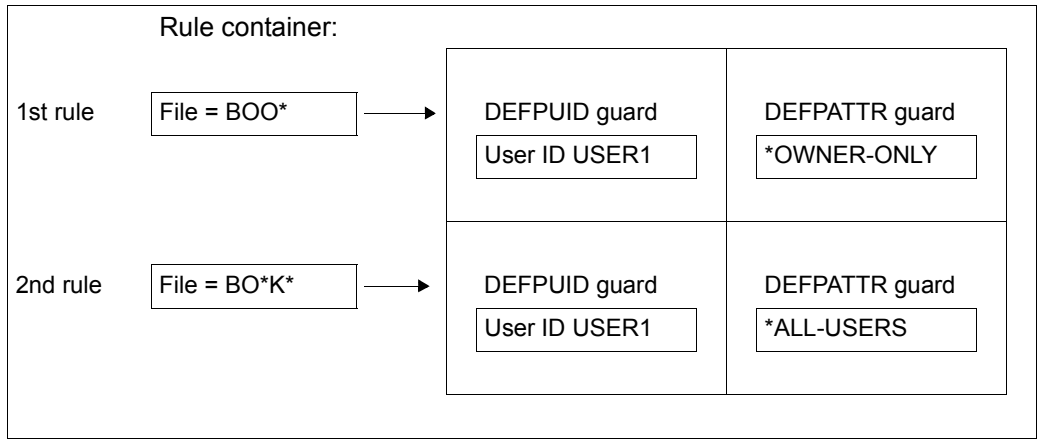 Rule container:
1st rule
File = BOO*
DEFPUID guard
DEFPATTR guard
User ID USER1
*OWNER-ONLY
2nd rule
File = BO*K*
DEFPUID guard
DEFPATTR guard
User ID USER1
*ALL-USERS